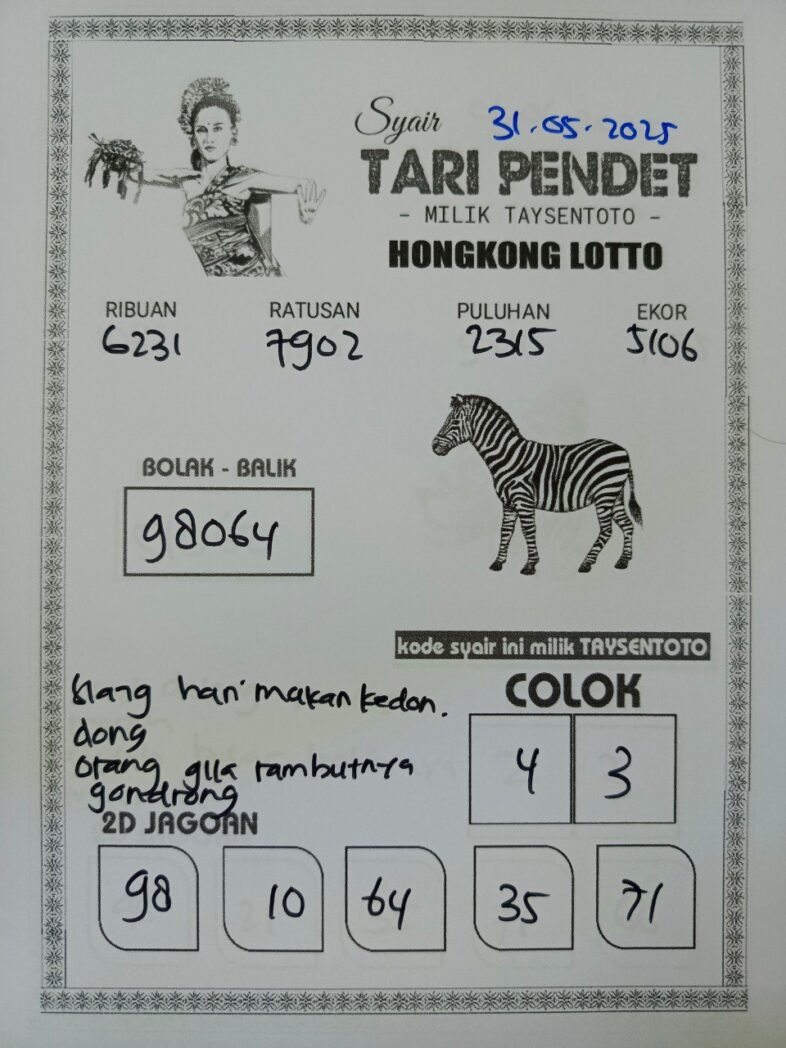 Syair 31.05.2025
TARI PENDET
- MILIK TAYSENTOTO -
HONGKONG LOTTO
RIBUAN RATUSAN PULUHAN EKOR
6231 7902 2315 5106
BOLAK - BALIK
98064
kode syair ini milik TAYSENTOTO
siang hari makan kedon.
dong
orang gila rambutnya
gondrong
COLOK
4 3
2D JAGOAN
98 10 64 35 71